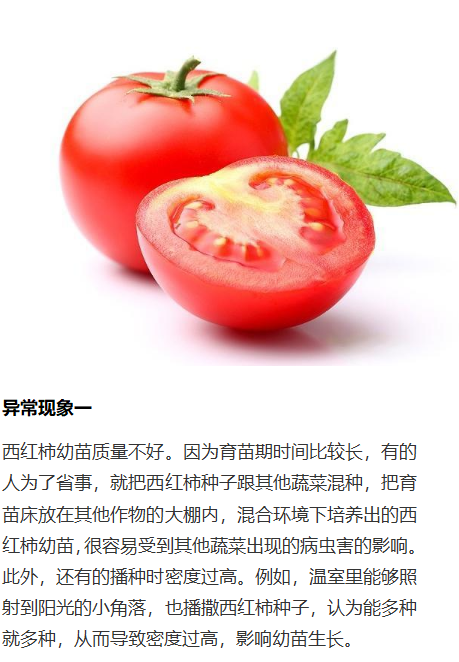 异常现象一
西红柿幼苗质量不好。因为育苗期时间比较长，有的
人为了省事，就把西红柿种子跟其他蔬菜混种，把育
苗床放在其他作物的大棚内，混合环境下培养出的西
红柿幼苗，很容易受到其他蔬菜出现的病虫害的影响。
此外，还有的播种时密度过高。例如，温室里能够照
射到阳光的小角落，也播撒西红柿种子，认为能多种
就多种，从而导致密度过高，影响幼苗生长。